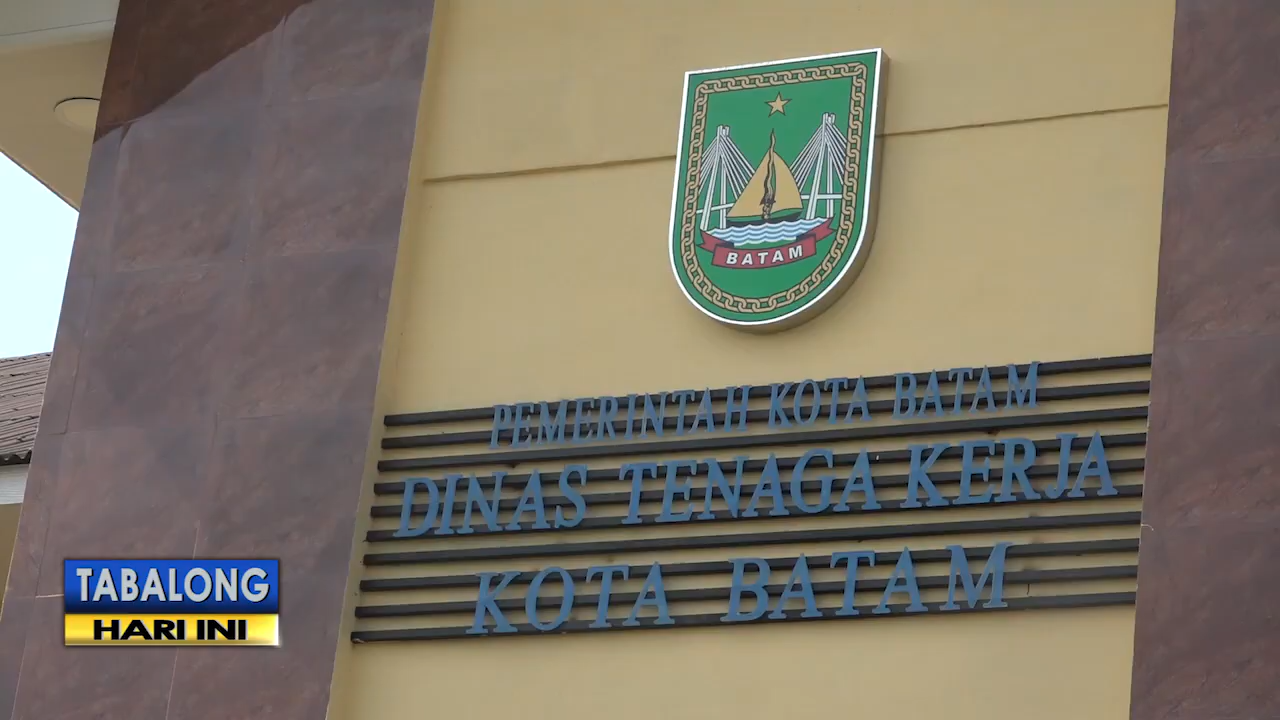 BATAM
PEMERINTAH KOTA BATAM
DINAS TENAGA KERJA
KOTA BATAM
TABALONG
HARI INI